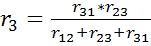 r₃ = (r₃₁*r₂₃)/(r₁₂+r₂₃+r₃₁)